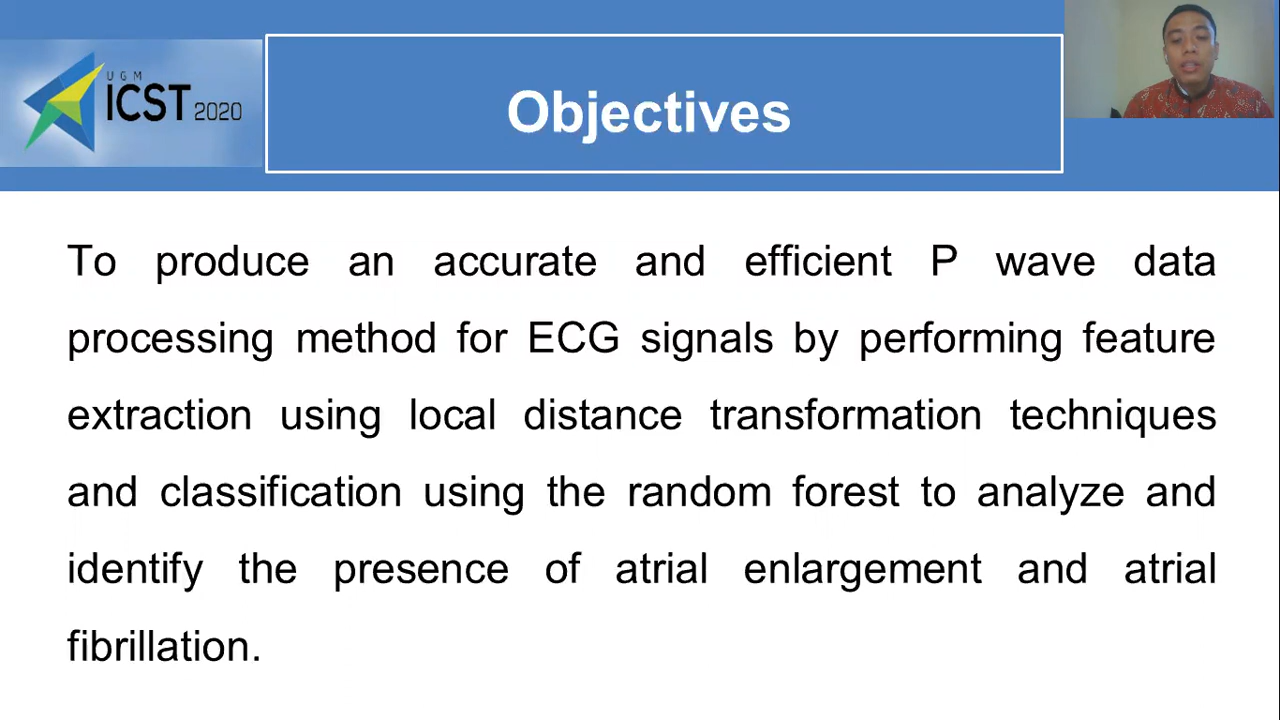 UGM
ICST 2020
Objectives
To produce an accurate and efficient P wave data
processing method for ECG signals by performing feature
extraction using local distance transformation techniques
and classification using the random forest to analyze and
identify the presence of atrial enlargement and atrial
fibrillation.